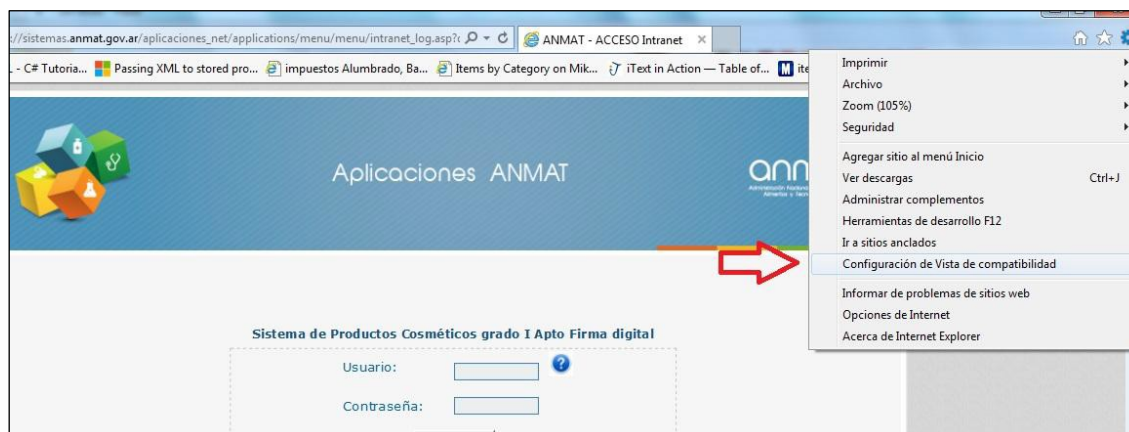 ://sistemas.anmat.gov.ar/aplicaciones_net/applications/menu/menu/intranet_log.asp?
ANMAT - ACCESO Intranet
- C# Tutoria... Passing XML to stored pro... impuestos Alumbrado, Ba... Items by Category on Mik... iText in Action — Table of...
Imprimir
Archivo
Zoom (105%)
Seguridad
Agregar sitio al menú Inicio
Ver descargas Ctrl+J
Administrar complementos
Herramientas de desarrollo F12
Ir a sitios anclados
Configuración de Vista de compatibilidad
Informar de problemas de sitios web
Opciones de Internet
Acerca de Internet Explorer
Aplicaciones ANMAT
Sistema de Productos Cosméticos grado I Apto Firma digital
Usuario:
Contraseña: